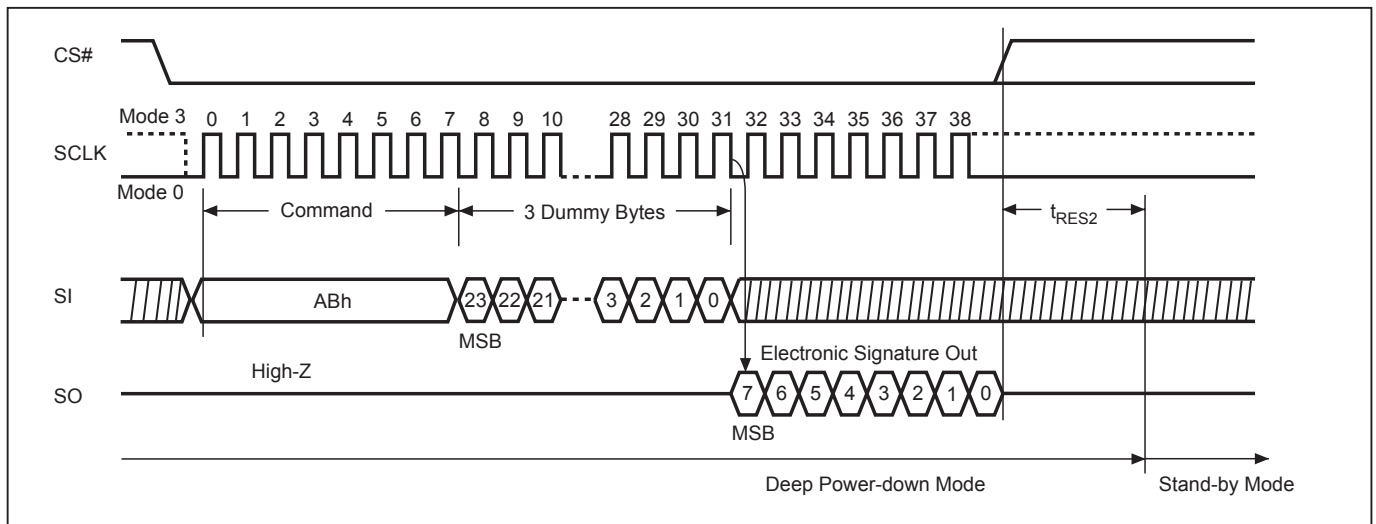 CS#
Mode 3 0 1 2 3 4 5 6 7 8 9 10 28 29 30 31 32 33 34 35 36 37 38
SCLK
Mode 0
Command 3 Dummy Bytes tRES2
SI ABh 23 22 21 3 2 1 0
MSB
High-Z Electronic Signature Out
SO 7 6 5 4 3 2 1 0
MSB
Deep Power-down Mode Stand-by Mode